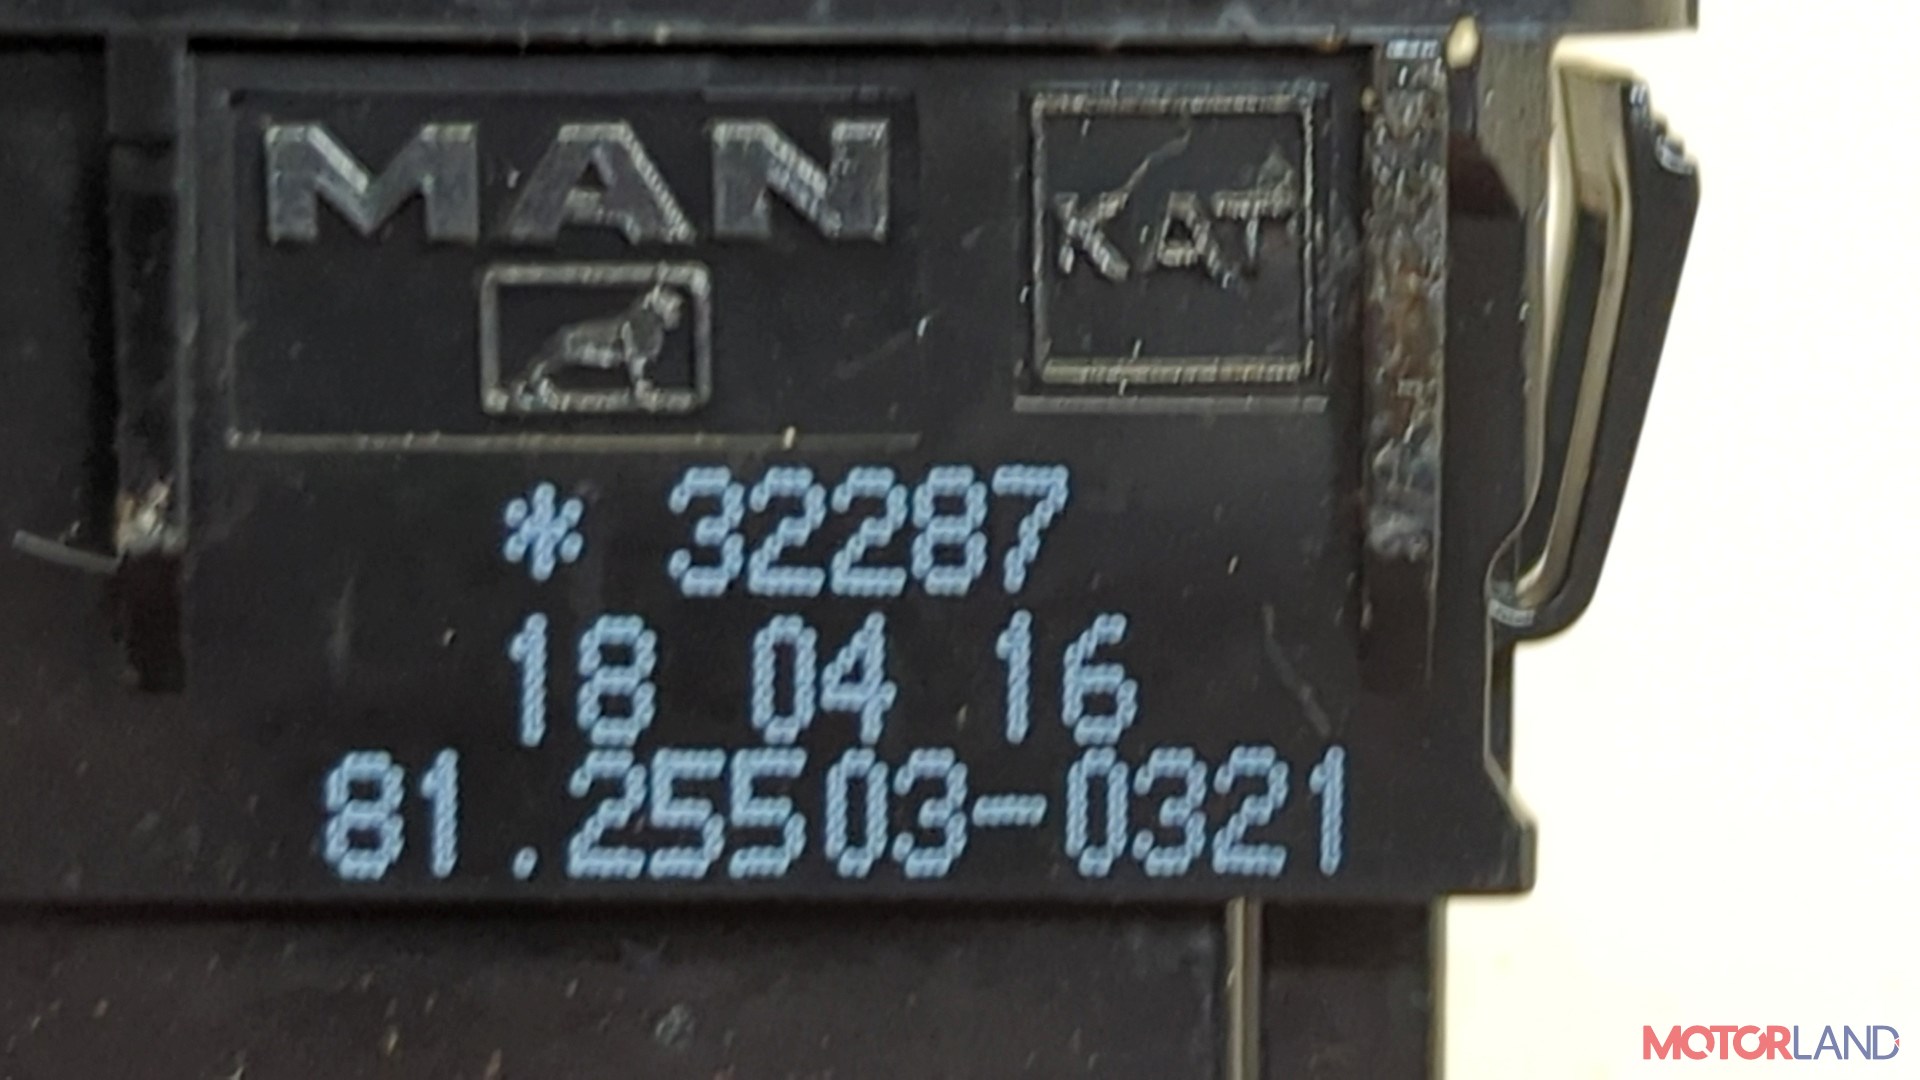 MAN
KAT
* 32287
18 04 16
81.25503-0321
MOTORLAND